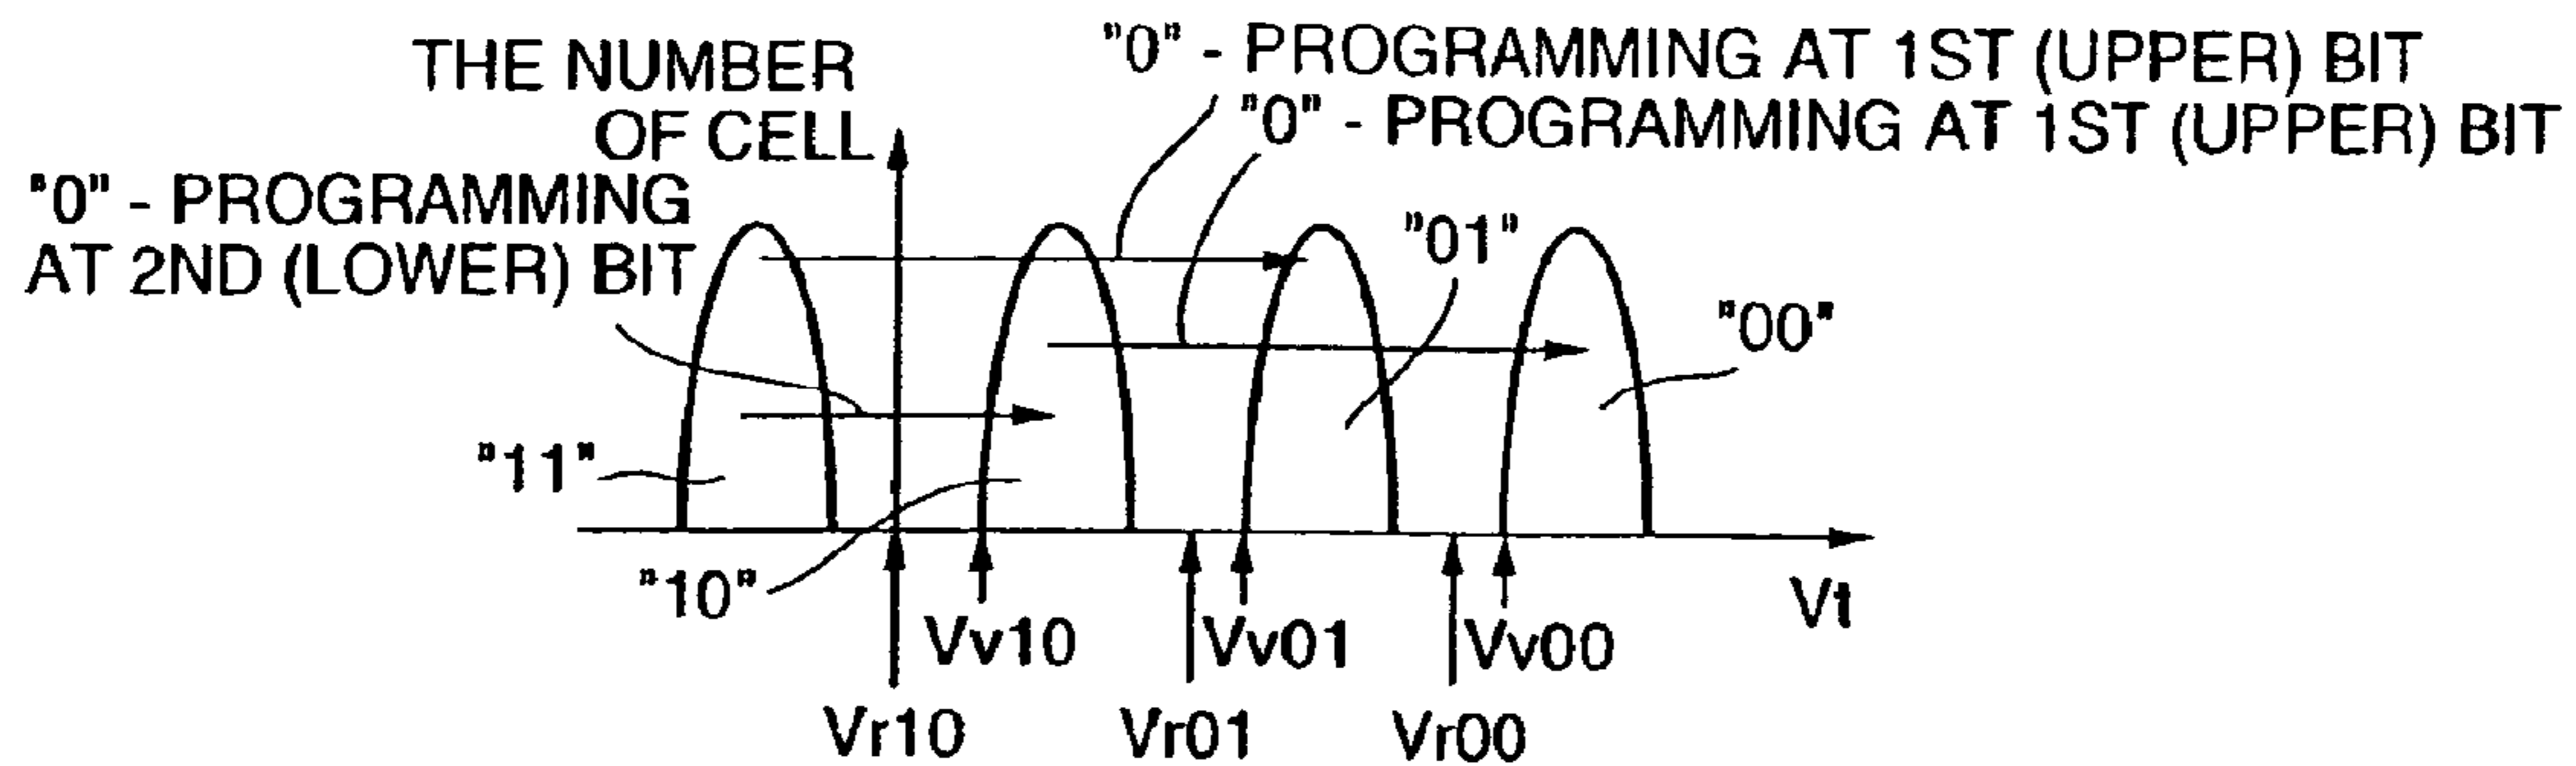 THE NUMBER
OF CELL
"0" - PROGRAMMING AT 1ST (UPPER) BIT
"0" - PROGRAMMING AT 1ST (UPPER) BIT
"0" - PROGRAMMING
AT 2ND (LOWER) BIT
"01"
"00"
"11"
"10"
Vv10
Vv01
Vv00
Vt
Vr10
Vr01
Vr00